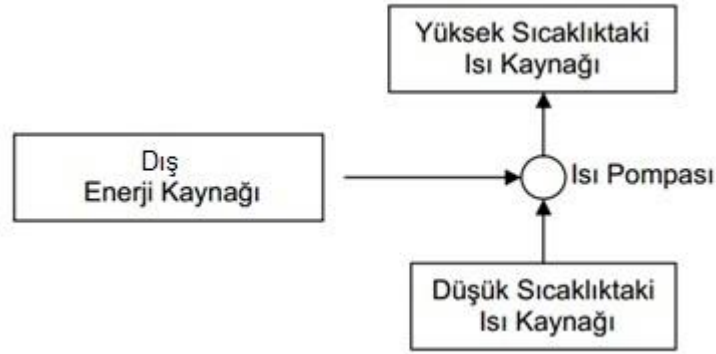 Yüksek Sıcaklıktaki
Isı Kaynağı
Dış
Enerji Kaynağı
Isı Pompası
Düşük Sıcaklıktaki
Isı Kaynağı